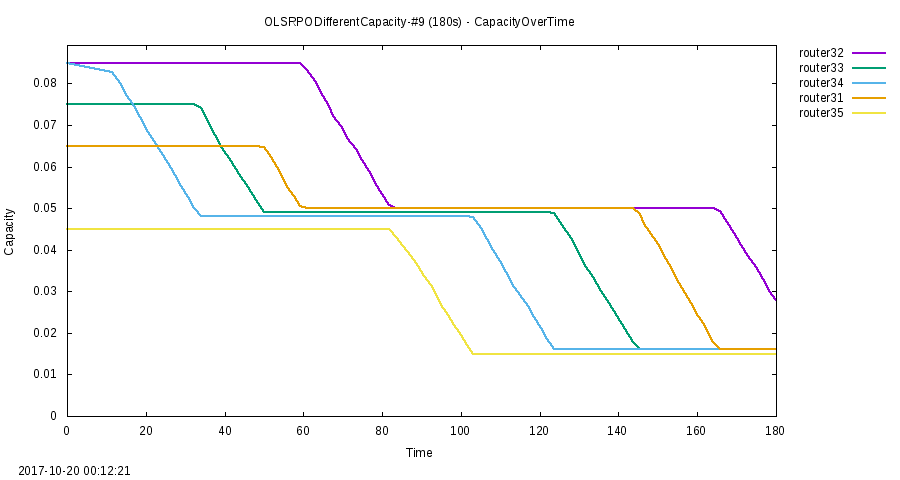 OLSRPODifferentCapacity-#9 (180s) - CapacityOverTime
router32
router33
router34
router31
router35
0.08
0.07
0.06
0.05
0.04
0.03
0.02
0.01
0
Capacity
0 20 40 60 80 100 120 140 160 180
Time
2017-10-20 00:12:21